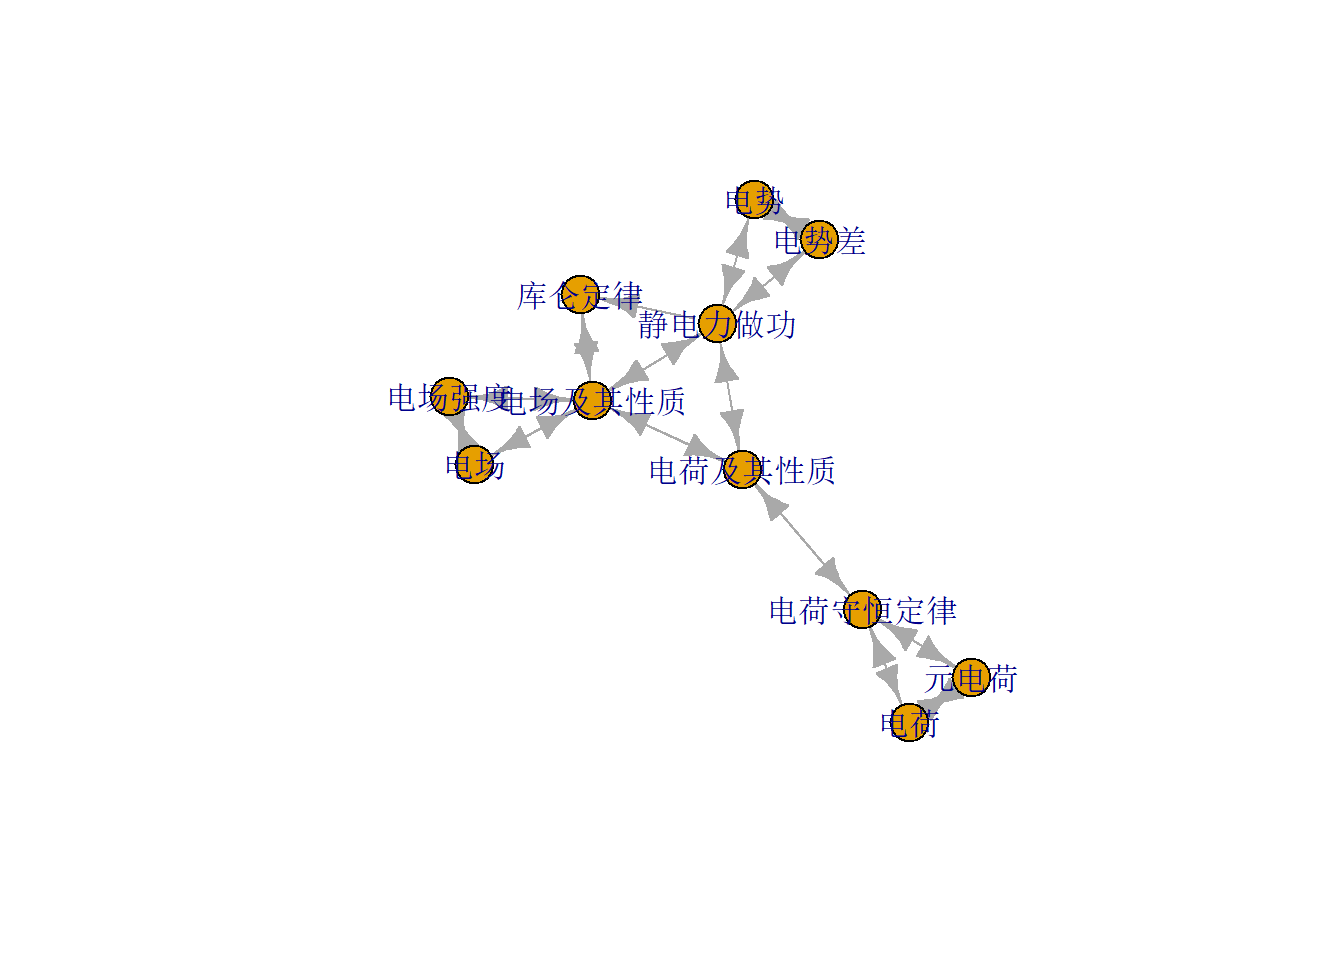 电势
电势差
库仑定律
静电力做功
电场强度
电场及其性质
电场
电荷及其性质
电荷守恒定律
元电荷
电荷